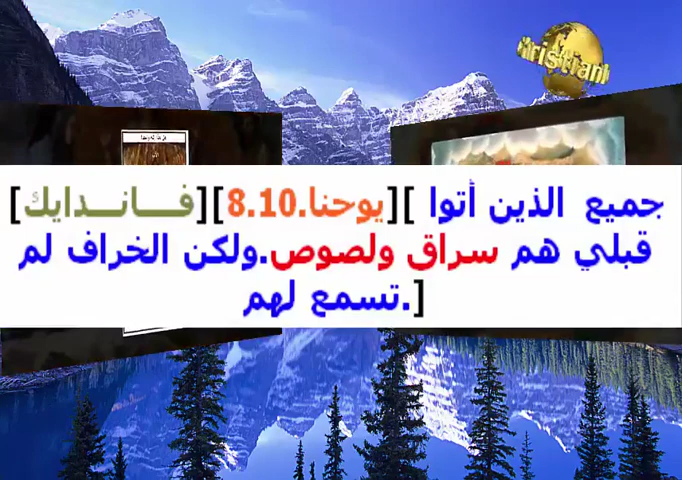 جميع الذين أتوا ][يوحنا.8.10][فـــانـــدايك]
قبلي هم سراق ولصوص.ولكن الخراف لم
تسمع لهم.[